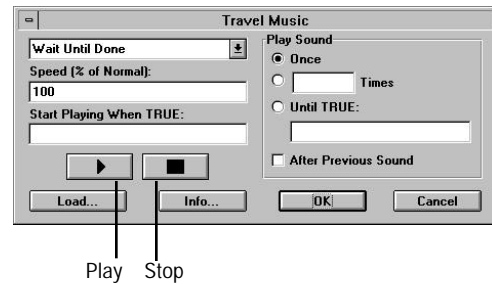 Travel Music
Wait Until Done
Speed (% of Normal):
100
Start Playing When TRUE:
Load...
Info...
Play Sound
Once
Times
Until TRUE:
After Previous Sound
OK
Cancel
Play Stop